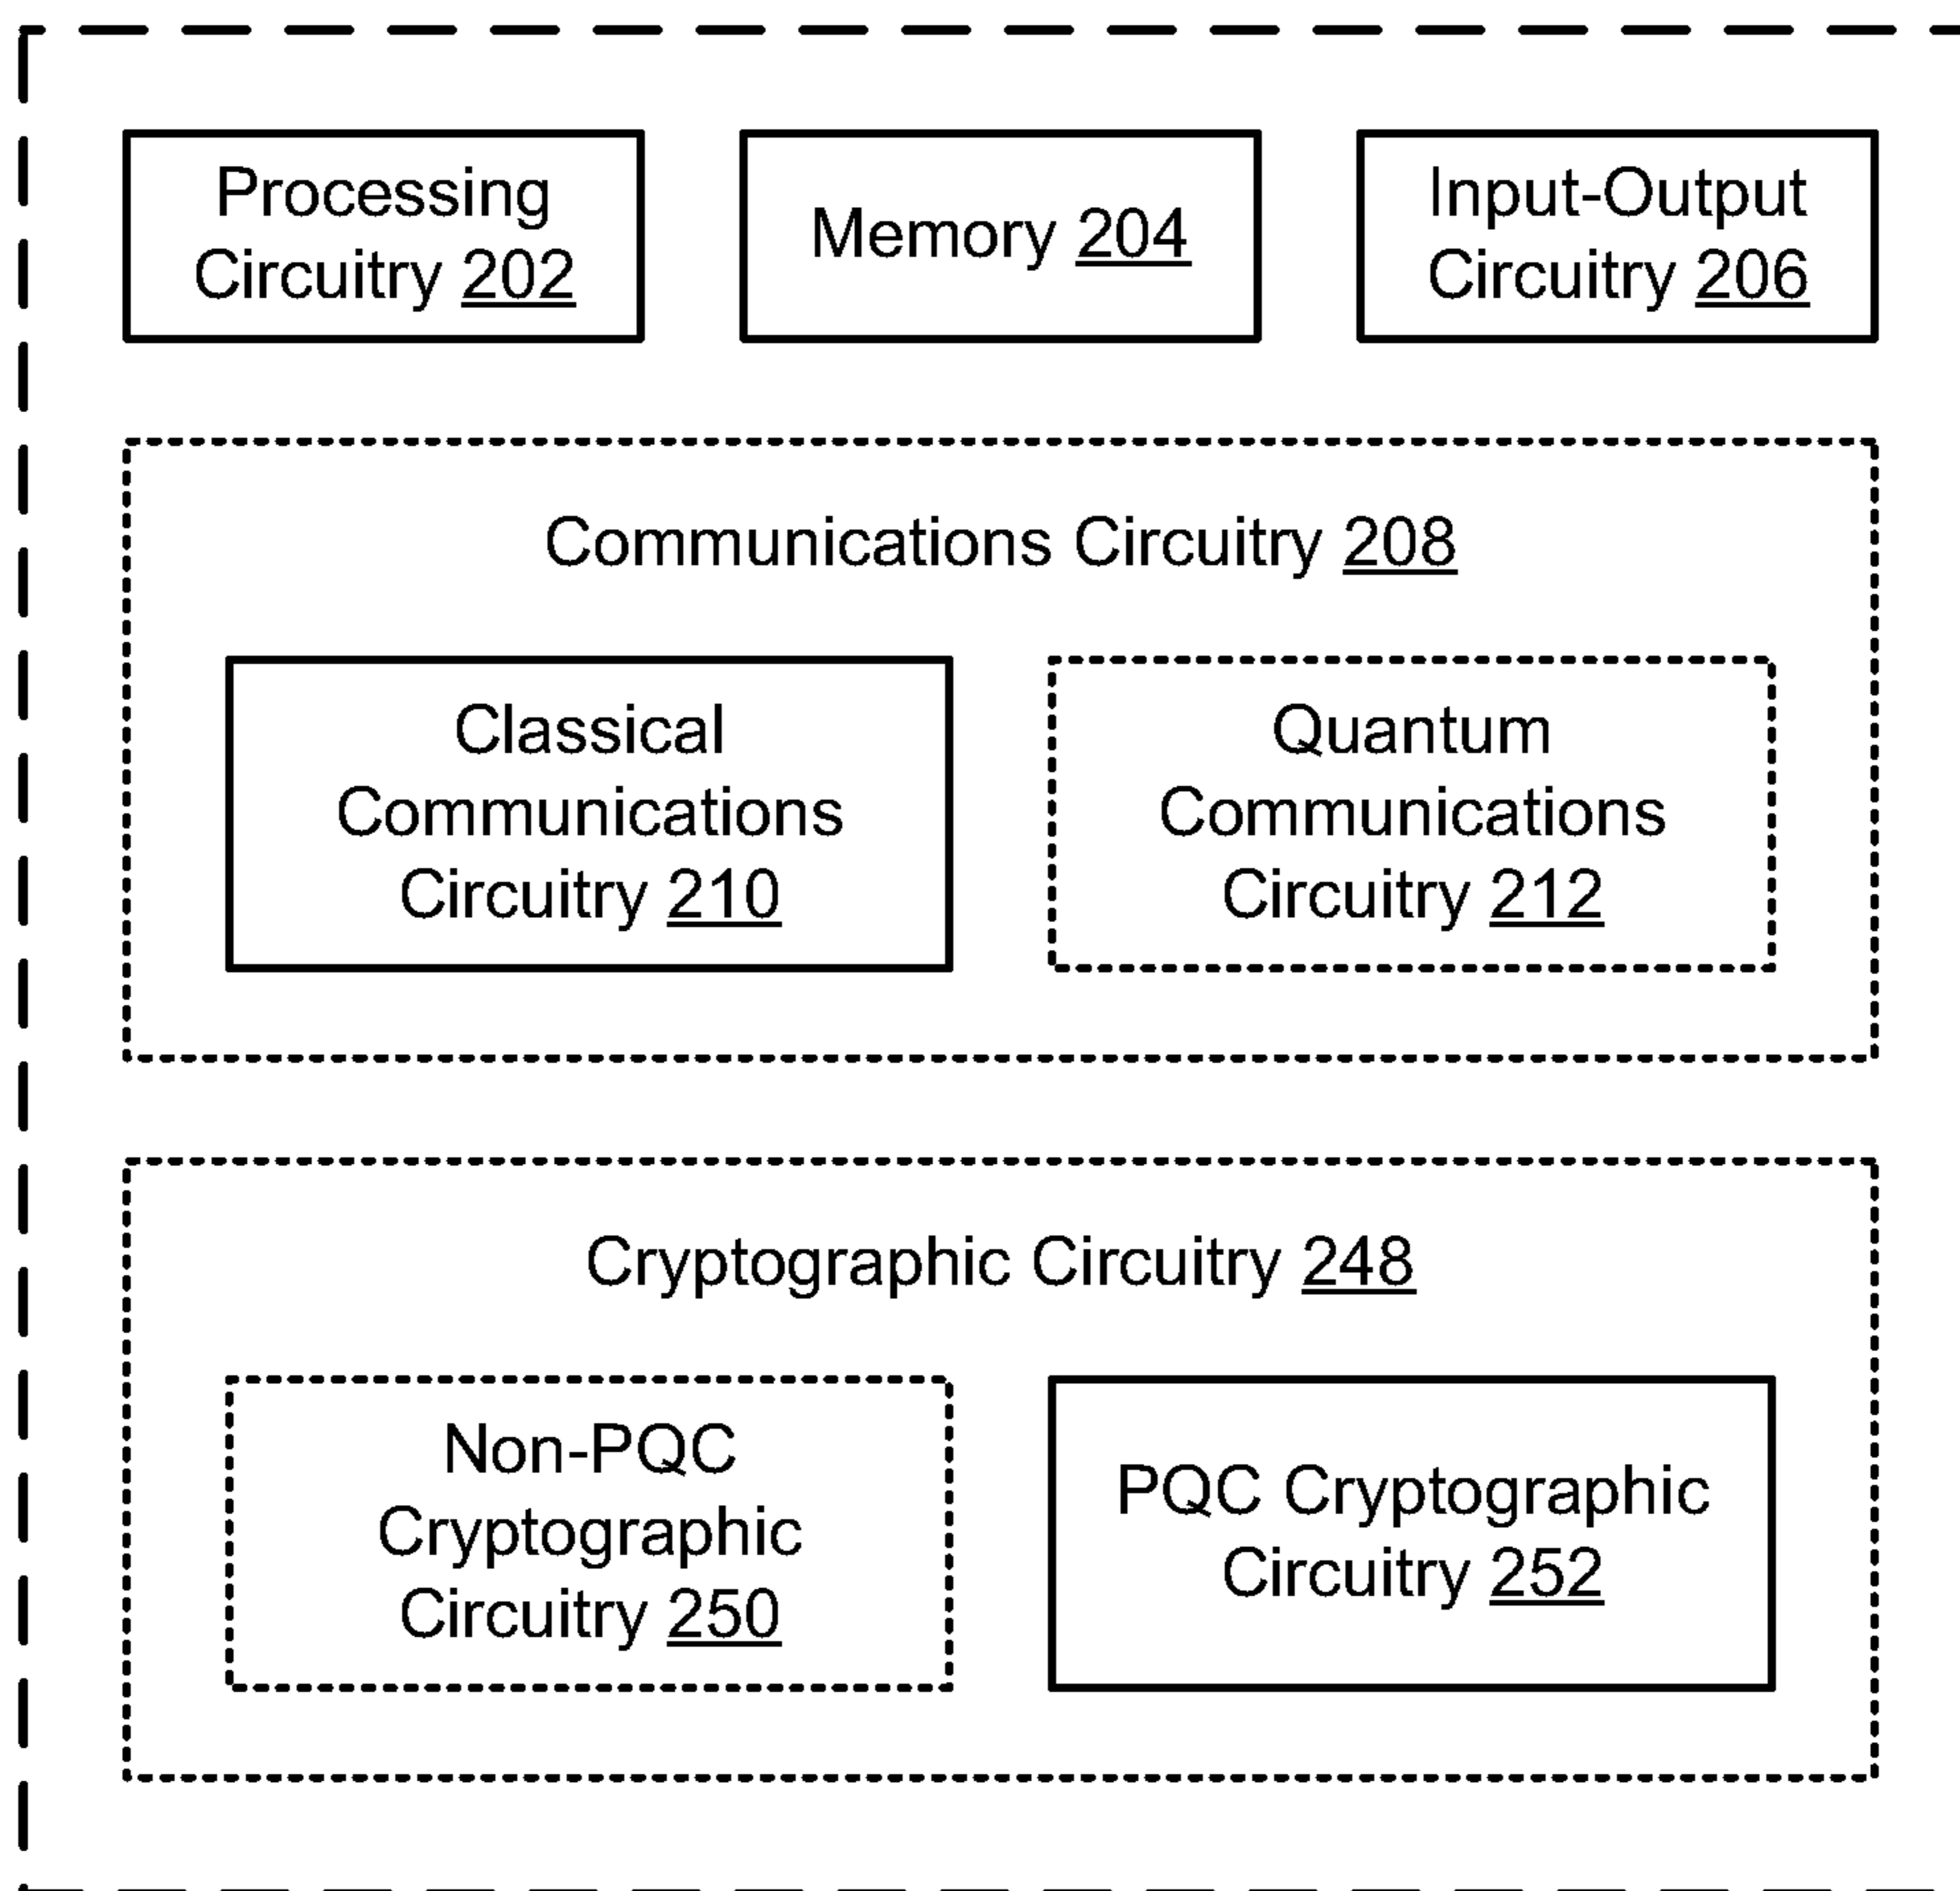 Processing
Circuitry 202
Memory 204
Input-Output
Circuitry 206
Communications Circuitry 208
Classical
Communications
Circuitry 210
Quantum
Communications
Circuitry 212
Cryptographic Circuitry 248
Non-PQC
Cryptographic
Circuitry 250
PQC Cryptographic
Circuitry 252